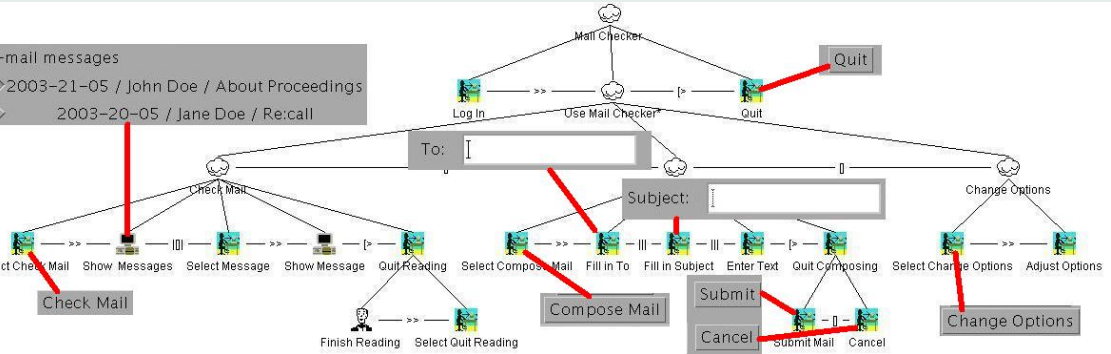 Mail Checker
-mail messages
2003-21-05 / John Doe / About Proceedings
2003-20-05 / Jane Doe / Re:call
Quit
>>
[>
Log In
Use Mail Checker*
Quit
To:
[]
[]
Check Mail
Change Options
Subject:
>>
|[]|
>>
[>
>>
|||
|||
[>
>>
ct Check Mail
Show Messages
Select Message
Show Message
Quit Reading
Select Compose Mail
Fill in To
Fill in Subject
Enter Text
Quit Composing
Select Change Options
Adjust Options
Check Mail
Compose Mail
Submit
Cancel
Change Options
>>
[]
Finish Reading
Select Quit Reading
Submit Mail
Cancel